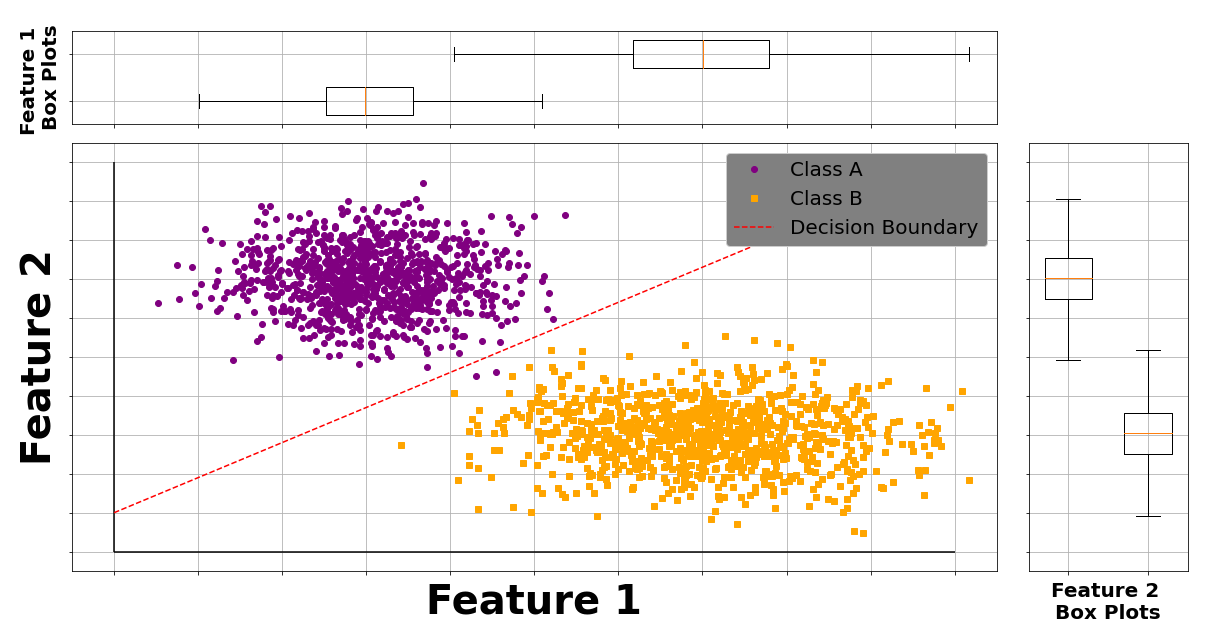 Feature 1
Box Plots
Class A
Class B
Decision Boundary
Feature 2
Feature 1
Feature 2
Box Plots